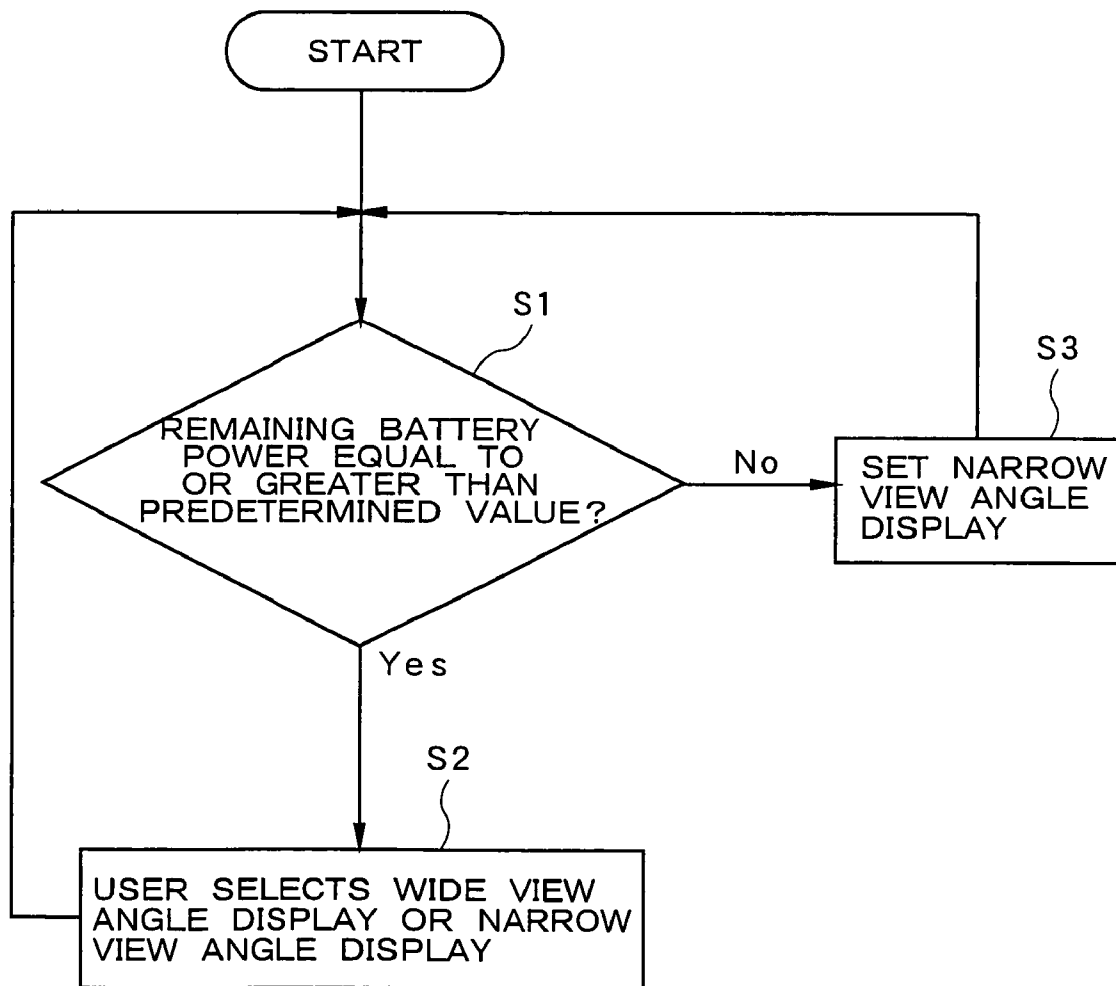 START
S1
REMAINING BATTERY
POWER EQUAL TO
OR GREATER THAN
PREDETERMINED VALUE?
No
S3
SET NARROW
VIEW ANGLE
DISPLAY
Yes
S2
USER SELECTS WIDE VIEW
ANGLE DISPLAY OR NARROW
VIEW ANGLE DISPLAY